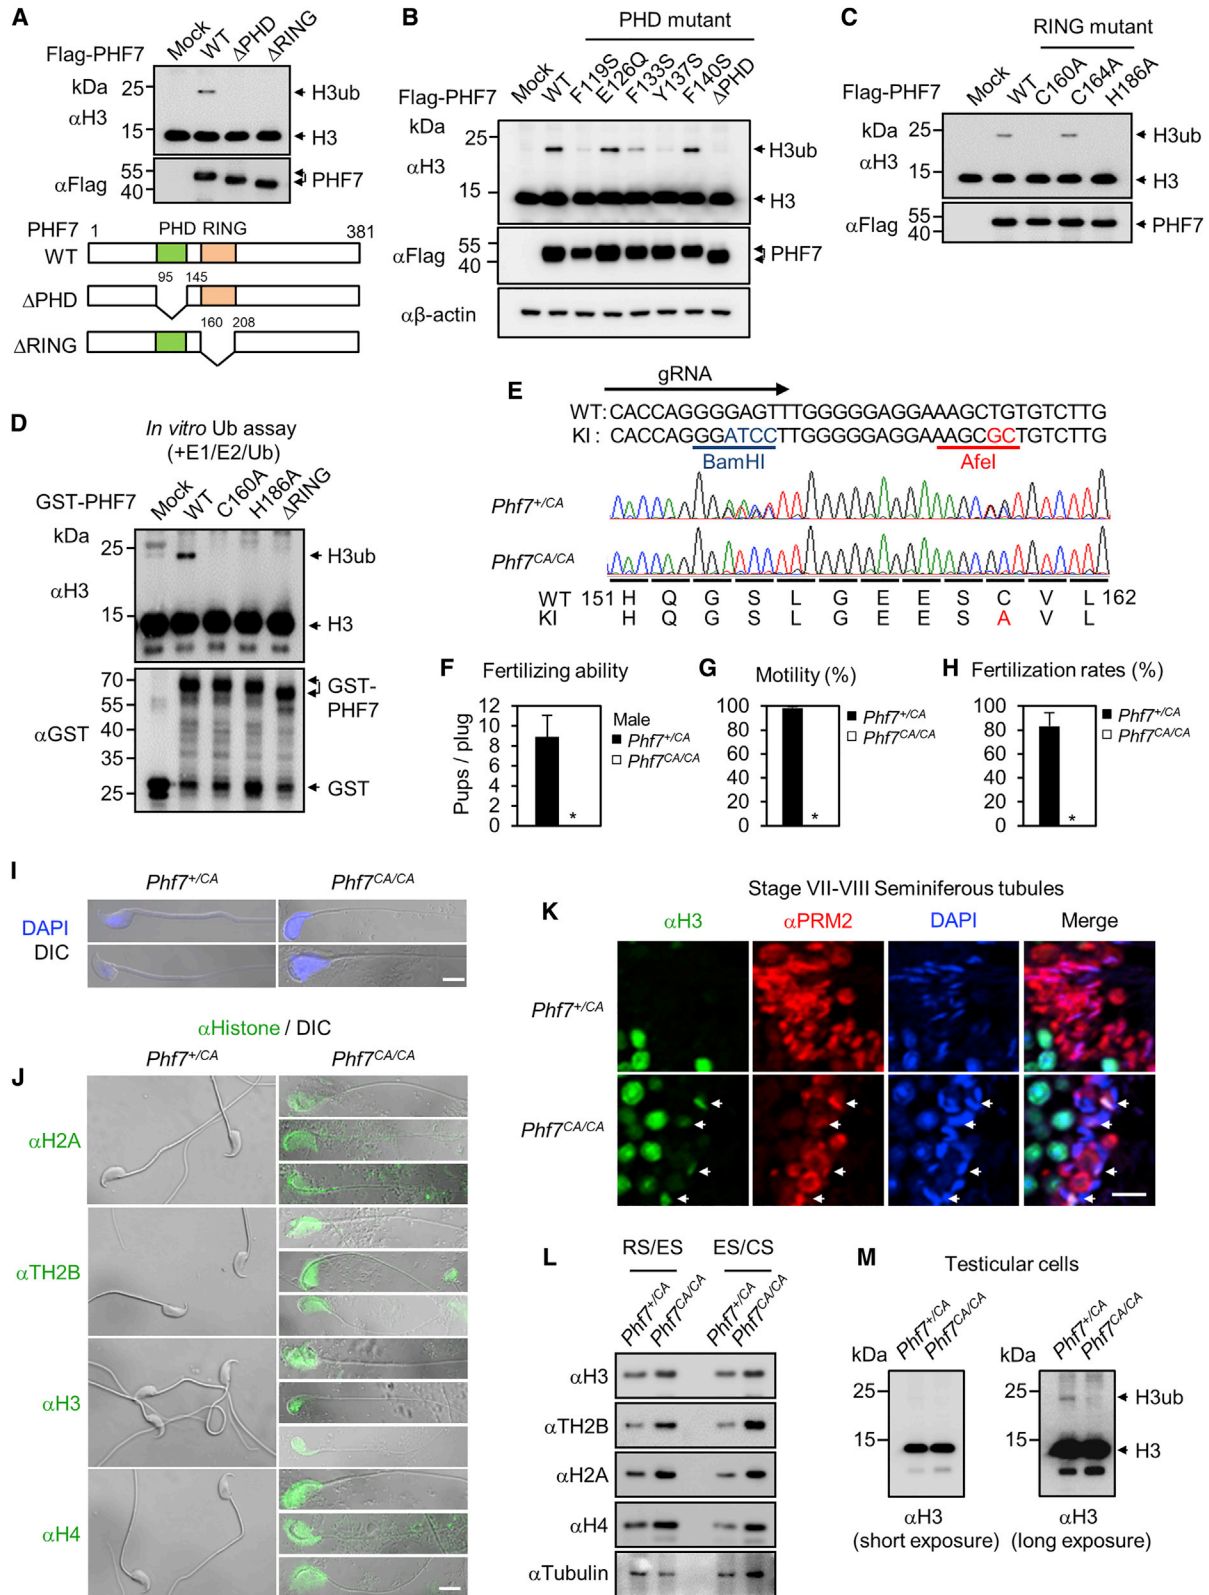 A
Mock
WT
ΔPHD
ΔRING
Flag-PHF7
kDa
25
αH3
15
H3ub
H3
αFlag
55
40
PHF7
PHF7
1
PHD
RING
381
WT
95
145
ΔPHD
160
208
ΔRING
B
PHD mutant
Mock
WT
F119S
E126Q
F133S
Y137S
F140S
ΔPHD
Flag-PHF7
kDa
25
αH3
15
H3ub
H3
αFlag
55
40
PHF7
αβ-actin
C
RING mutant
Mock
WT
C160A
C164A
H186A
Flag-PHF7
kDa
25
αH3
15
H3ub
H3
αFlag
55
40
PHF7
D
In vitro Ub assay
(+E1/E2/Ub)
Mock
WT
C160A
H186A
ΔRING
GST-PHF7
kDa
25
αH3
15
H3ub
H3
70
55
40
35
25
αGST
GST-
PHF7
GST
E
gRNA
WT: CACCAGGGGAGTTTGGGGGAGGAAAGCTGTGTCTTG
KI : CACCAGGGATCCTTGGGGGAGGAAAGCGCTGTCTTG
BamHI
AfeI
Phf7+/CA
Phf7CA/CA
WT 151 H Q G S L G E E S C V L 162
KI H Q G S L G E E S A V L
F
Fertilizing ability
Pups / plug
12
10
8
6
4
2
0
*
Male
Phf7+/CA
Phf7CA/CA
G
Motility (%)
100
80
60
40
20
0
*
Phf7+/CA
Phf7CA/CA
H
Fertilization rates (%)
100
80
60
40
20
0
*
Phf7+/CA
Phf7CA/CA
I
Phf7+/CA
Phf7CA/CA
DAPI
DIC
αHistone / DIC
J
Phf7+/CA
Phf7CA/CA
αH2A
αTH2B
αH3
αH4
K
Stage VII-VIII Seminiferous tubules
αH3
αPRM2
DAPI
Merge
Phf7+/CA
Phf7CA/CA
L
RS/ES
ES/CS
Phf7+/CA
Phf7CA/CA
Phf7+/CA
Phf7CA/CA
αH3
αTH2B
αH2A
αH4
αTubulin
M
Testicular cells
Phf7+/CA
Phf7CA/CA
kDa
25
15
αH3
(short exposure)
Phf7+/CA
Phf7CA/CA
kDa
25
15
H3ub
H3
αH3
(long exposure)